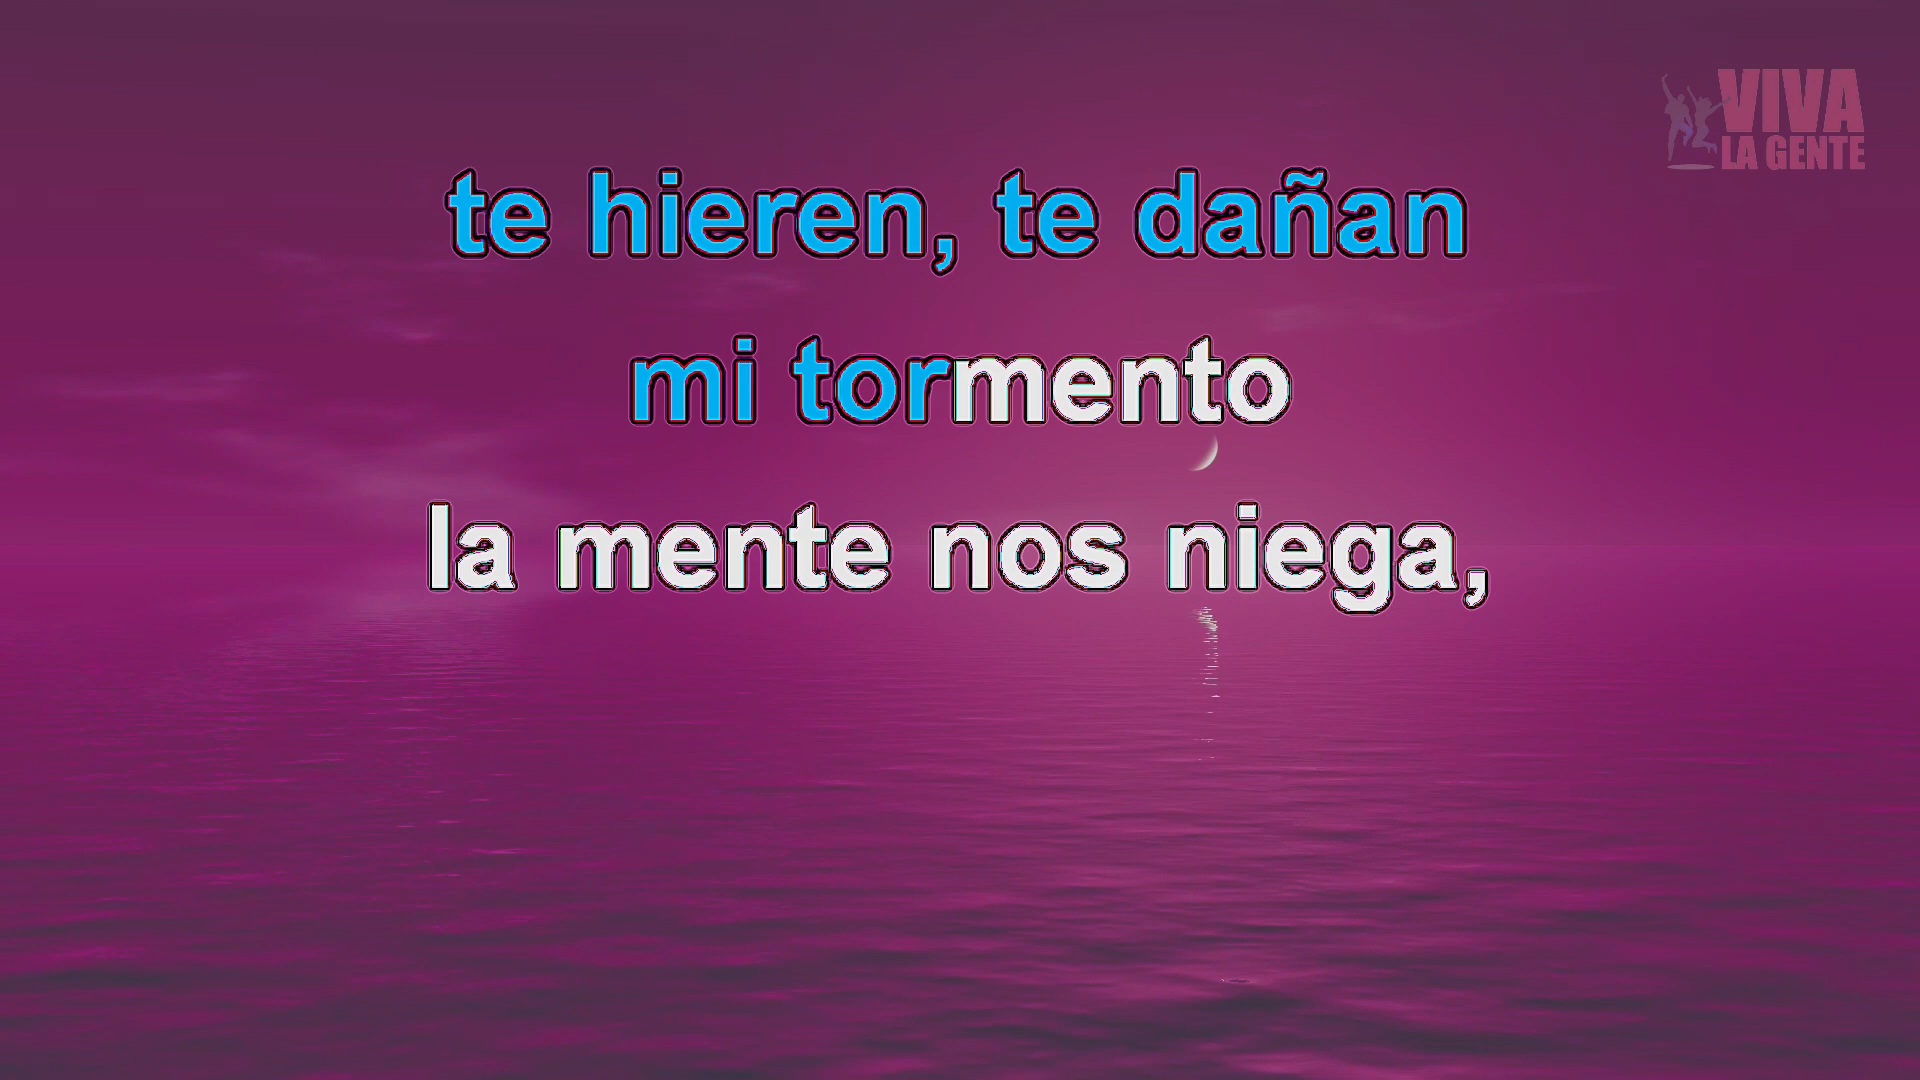 VIVA
LA GENTE
te hieren, te dañan
mi tormento
la mente nos niega,